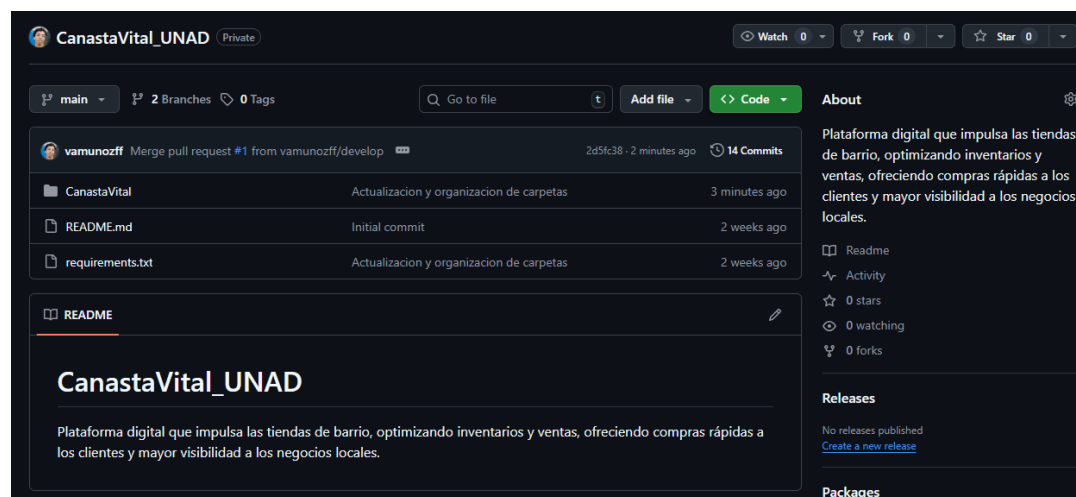 CanastaVital_UNAD Private
Watch 0 Fork 0 Star 0
main 2 Branches 0 Tags Go to file t Add file <> Code
vamunozff Merge pull request #1 from vamunozff/develop 2d5fc38 · 2 minutes ago 14 Commits
CanastaVital Actualizacion y organizacion de carpetas 3 minutes ago
README.md Initial commit 2 weeks ago
requirements.txt Actualizacion y organizacion de carpetas 2 weeks ago
README
CanastaVital_UNAD
Plataforma digital que impulsa las tiendas de barrio, optimizando inventarios y ventas, ofreciendo compras rápidas a
los clientes y mayor visibilidad a los negocios locales.
About
Plataforma digital que impulsa las tiendas
de barrio, optimizando inventarios y
ventas, ofreciendo compras rápidas a los
clientes y mayor visibilidad a los negocios
locales.
Readme
Activity
0 stars
0 watching
0 forks
Releases
No releases published
Create a new release
Packages